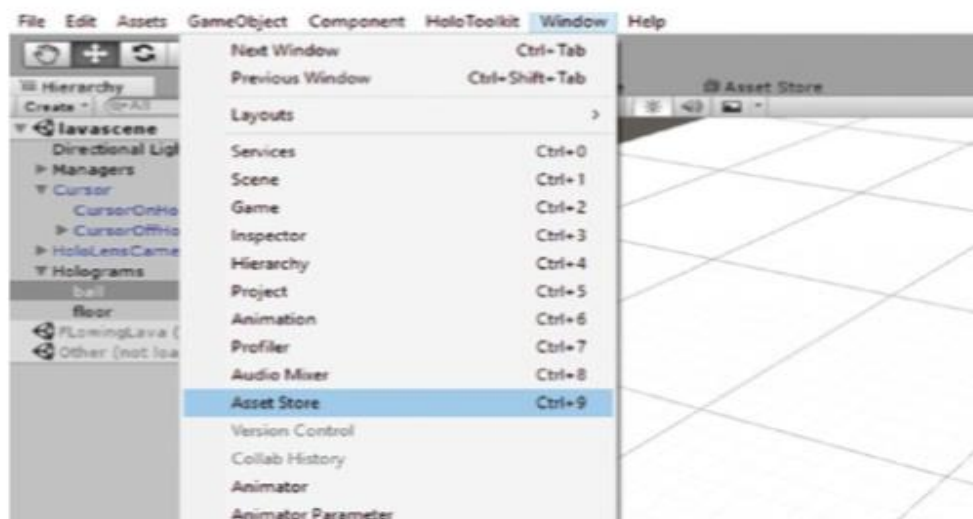 File Edit Assets GameObject Component HoloToolkit Window Help
Next Window Ctrl+Tab
Previous Window Ctrl+Shift+Tab
Hierarchy
Asset Store
Create
All
Layouts
lavascene
Directional Ligh
Services Ctrl+0
Managers
Scene Ctrl+1
Cursor
Game Ctrl+2
CursorOnHo
CursorOffHo
Inspector Ctrl+3
HoloLensCame
Hierarchy Ctrl+4
Holograms
Project Ctrl+5
ball
floor
Animation Ctrl+6
FLowingLava (
Profiler Ctrl+7
Other (not loa
Audio Mixer Ctrl+8
Asset Store Ctrl+9
Version Control
Collab History
Animator
Animator Parameter